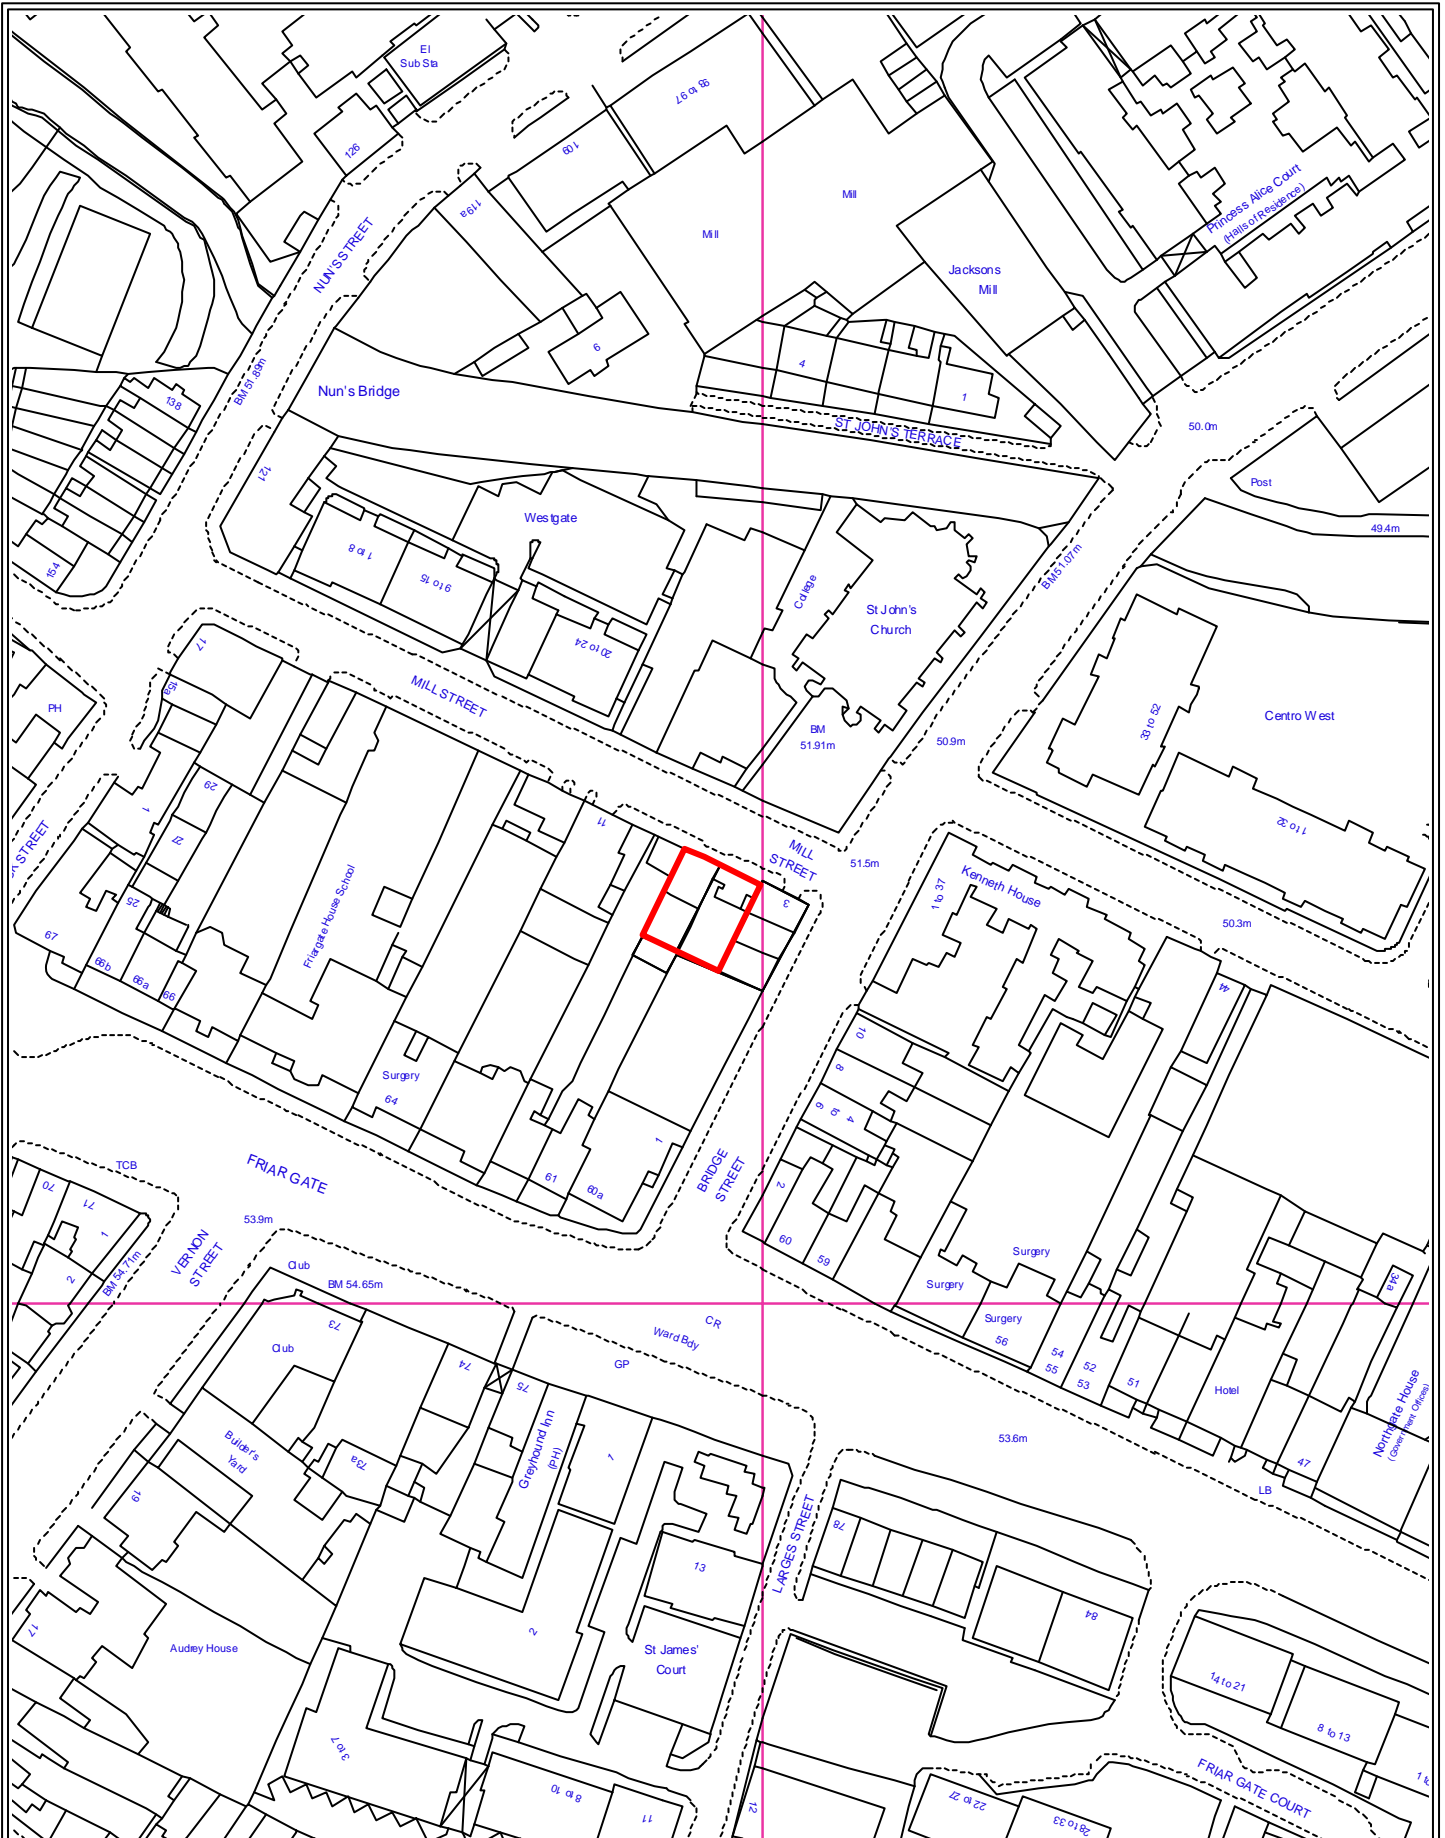 El
Sub Sta
93 to 97
109
126
119a
NUN'S STREET
Mill
Mill
Princess Alice Court
(Halls of Residence)
Jacksons
Mill
6
4
1
BM 51.89m
138
Nun's Bridge
ST JOHN'S TERRACE
50.0m
121
Post
49.4m
Westgate
1 to 8
9 to 15
154
College
St John's
Church
BM 51.07m
20 to 24
17
15a
MILL STREET
PH
BM
51.91m
50.9m
33 to 52
Centro West
29
1
27
11
MILL
STREET
51.5m
1 to 32
Kenneth House
1 to 37
25
Friargate House School
3
50.3m
67
66b
66a
66
44
10
8
6
to
4
Surgery
64
1
61
60a
BRIDGE
STREET
2
60
59
TCB
FRIAR GATE
70
71
1
2
53.9m
VERNON
STREET
BM 54.71m
Club
BM 54.65m
Surgery
Surgery
Surgery
56
54
55
52
53
51
Hotel
34a
Northgate House
(Government Offices)
47
CR
Ward Bdy
GP
73
Club
74
75
Greyhound Inn
(PH)
1
73a
Builder's
Yard
19
53.6m
LB
LARGES STREET
78
13
84
17
Audrey House
2
St James'
Court
14 to 21
8 to 13
3 to 7
8 to 10
11
12
22 to 27
28 to 33
FRIAR GATE COURT